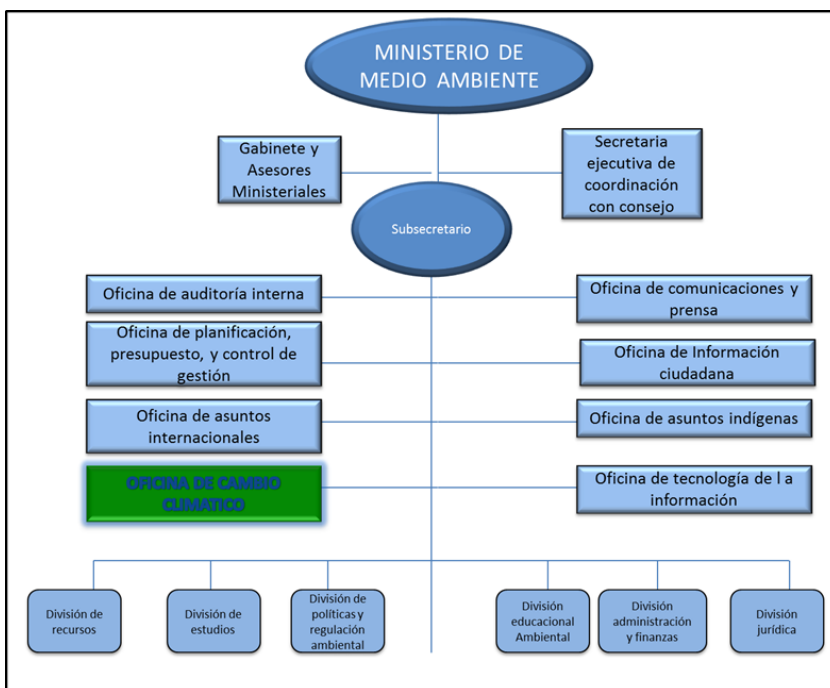 MINISTERIO DE
MEDIO AMBIENTE
Gabinete y
Asesores
Ministeriales
Secretaria
ejecutiva de
coordinación
con consejo
Subsecretario
Oficina de auditoría interna
Oficina de comunicaciones y
prensa
Oficina de planificación,
presupuesto, y control de
gestión
Oficina de Información
ciudadana
Oficina de asuntos
internacionales
Oficina de asuntos indígenas
OFICINA DE CAMBIO
CLIMATICO
Oficina de tecnología de l a
información
División de
recursos
División de
estudios
División de
políticas y
regulación
ambiental
División
educacional
Ambiental
División
administración
y finanzas
División
jurídica